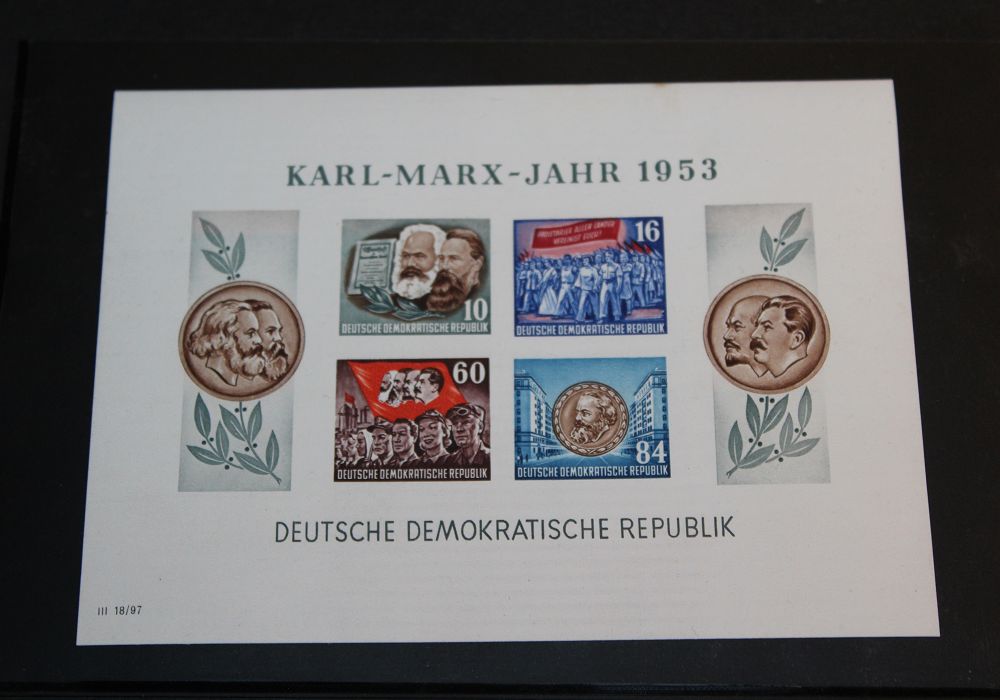 KARL-MARX-JAHR 1953
10
DEUTSCHE DEMOKRATISCHE REPUBLIK
PROLETARIER ALLER LÄNDER
VEREINIGT EUCH!
16
DEUTSCHE DEMOKRATISCHE REPUBLIK
60
DEUTSCHE DEMOKRATISCHE REPUBLIK
84
DEUTSCHE DEMOKRATISCHE REPUBLIK
DEUTSCHE DEMOKRATISCHE REPUBLIK
III 18/97